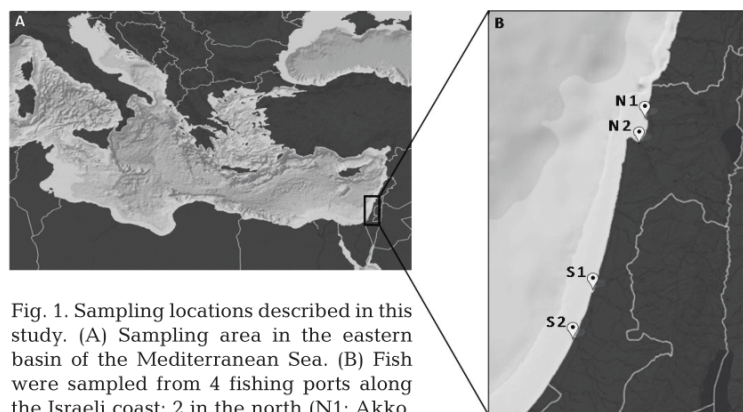 A
B
N1
N2
S1
S2
Fig. 1. Sampling locations described in this
study. (A) Sampling area in the eastern
basin of the Mediterranean Sea. (B) Fish
were sampled from 4 fishing ports along
the Israeli coast: 2 in the north (N1: Akko,